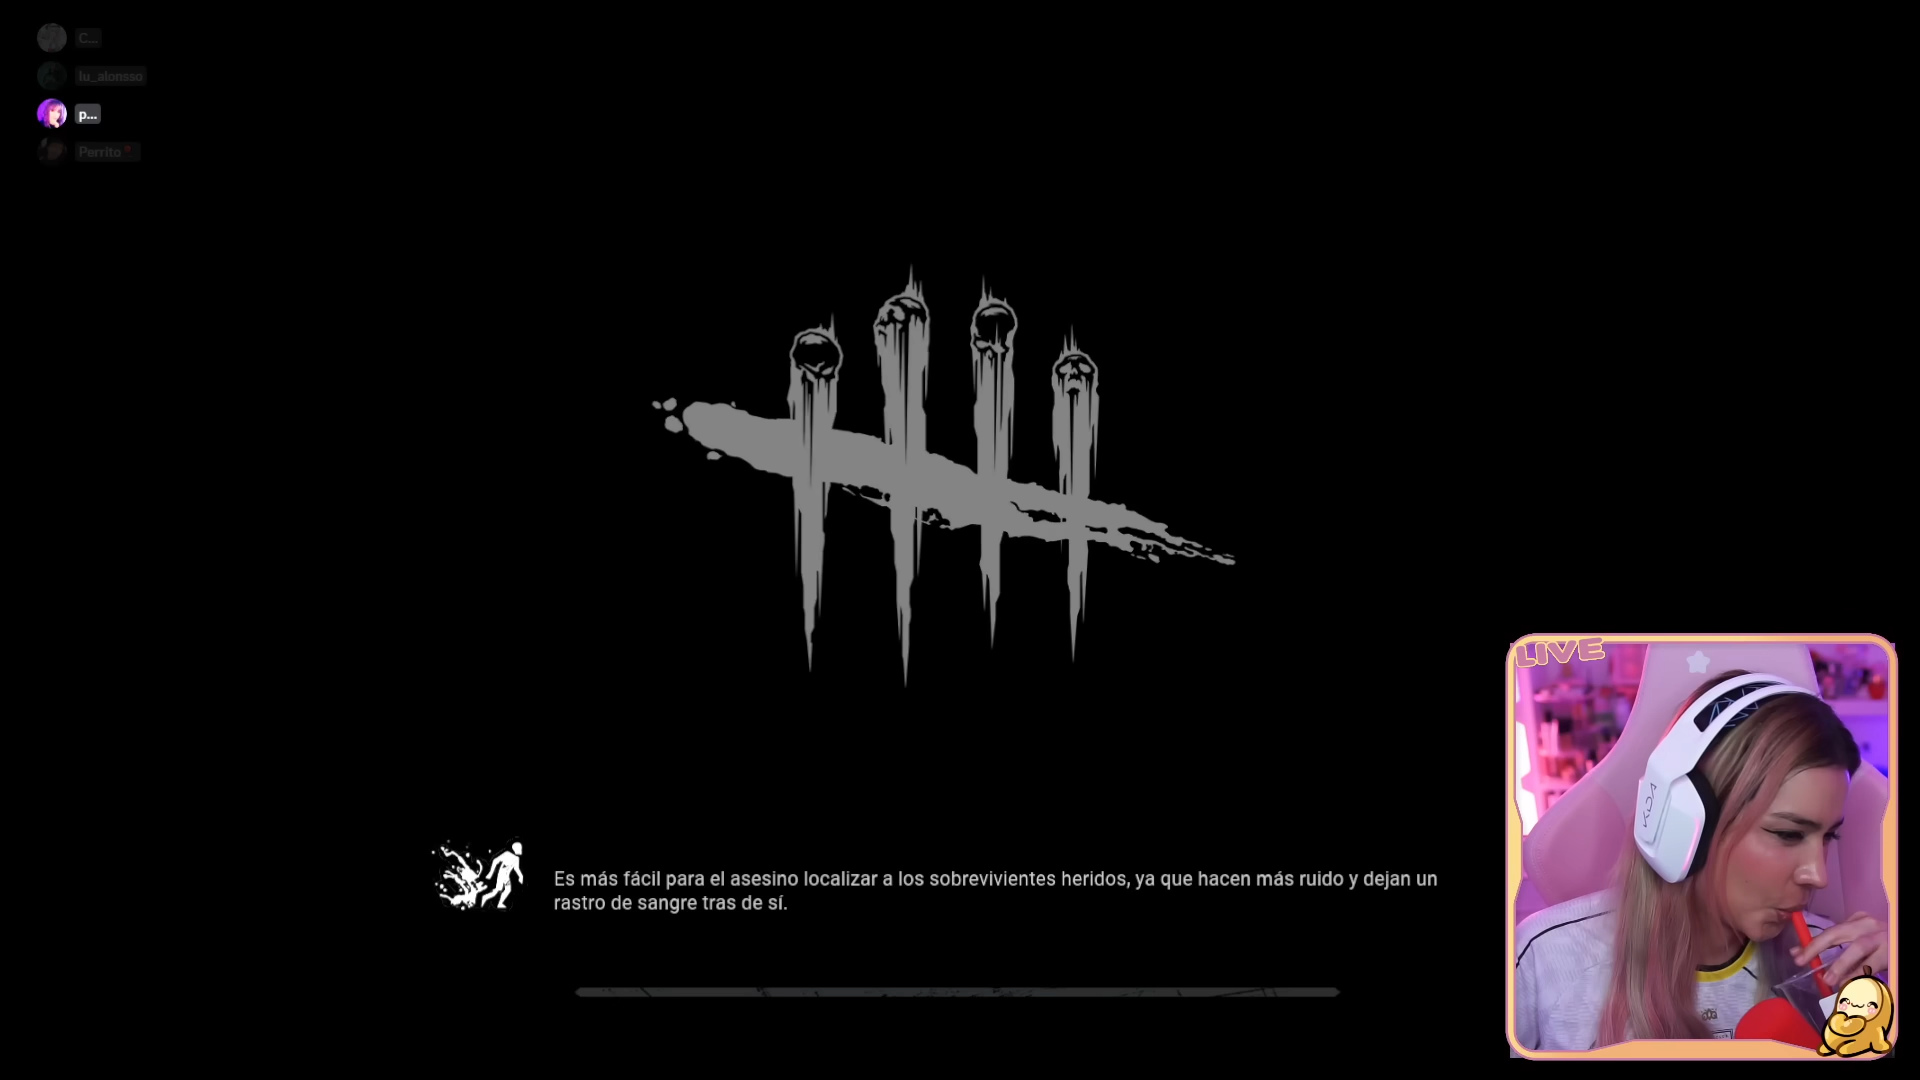 C...
lu_alonsso
p...
Perrito
LIVE
Es más fácil para el asesino localizar a los sobrevivientes heridos, ya que hacen más ruido y dejan un
rastro de sangre tras de sí.